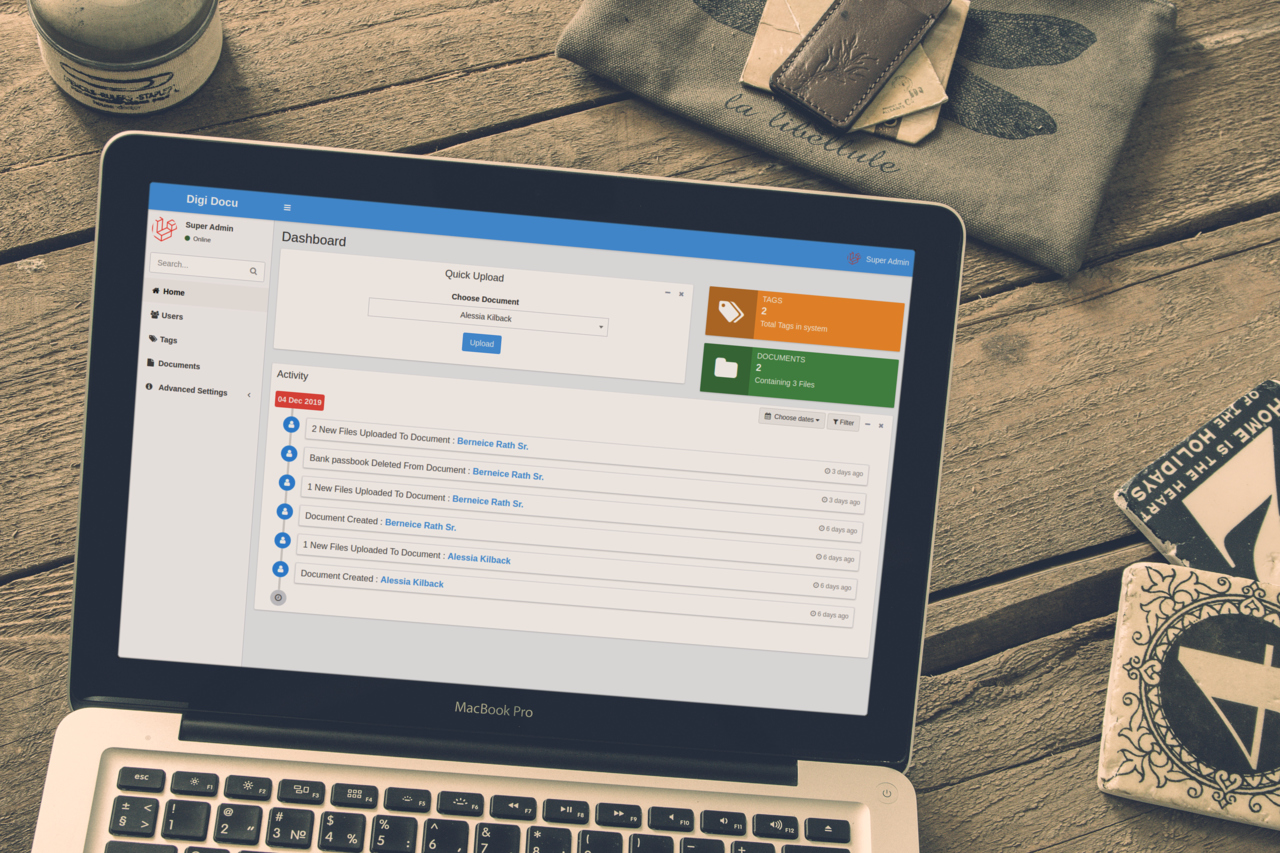 la libellule
Digi Docu
Super Admin
Super Admin
Online
Search...
Home
Users
Tags
Documents
Advanced Settings
Dashboard
Quick Upload
Choose Document
Alessia Kilback
Upload
TAGS
2
Total Tags in system
DOCUMENTS
2
Containing 3 Files
Activity
Choose dates
Filter
04 Dec 2019
2 New Files Uploaded To Document : Berneice Rath Sr.
3 days ago
Bank passbook Deleted From Document : Berneice Rath Sr.
3 days ago
1 New Files Uploaded To Document : Berneice Rath Sr.
6 days ago
Document Created : Berneice Rath Sr.
6 days ago
1 New Files Uploaded To Document : Alessia Kilback
6 days ago
Document Created : Alessia Kilback
6 days ago
HOME IS THE HEART
OF THE HOLIDAYS
MacBook Pro
esc F1 F2 F3 F4 F5 F6 F7 F8 F9 F10 F11 F12
± < ! @ # $ % ^ & * (
§ > 1 2 " 3 № 4 % 5 : 6 , 7 8